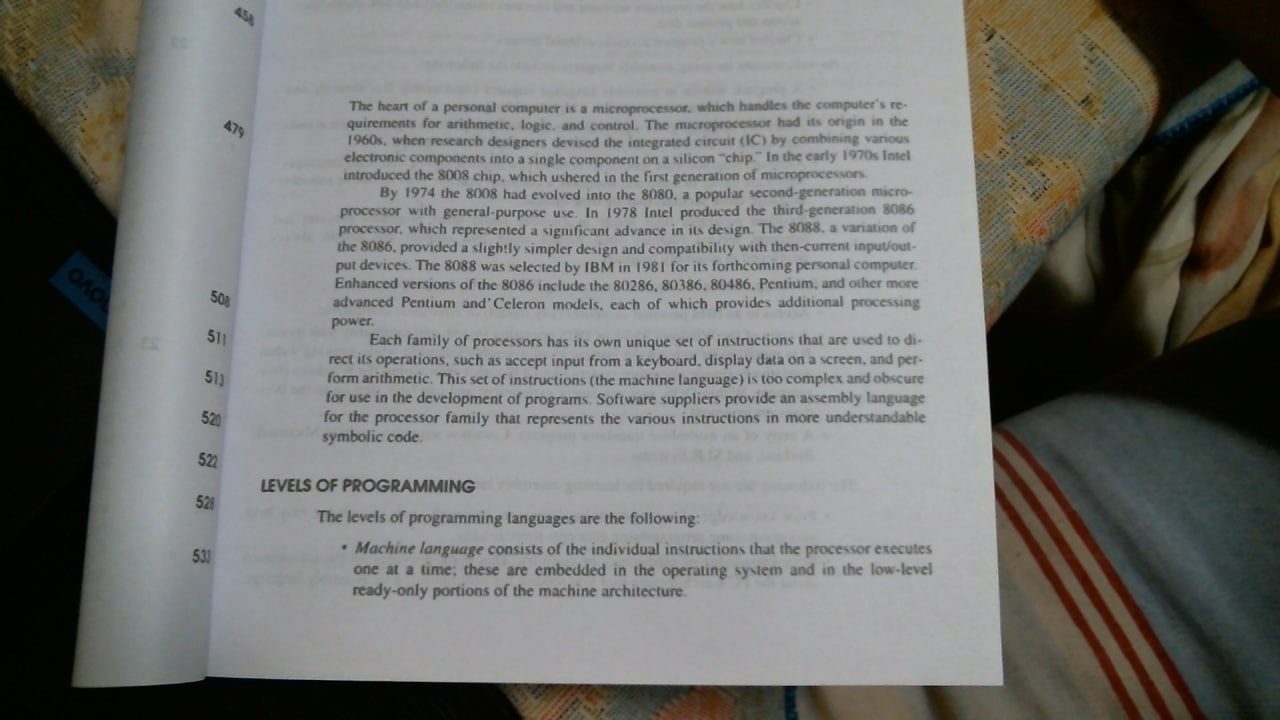 458
479
508
511
513
520
522
528
533
The heart of a personal computer is a microprocessor, which handles the computer's re-
quirements for arithmetic, logic, and control. The microprocessor had its origin in the
1960s, when research designers devised the integrated circuit (IC) by combining various
electronic components into a single component on a silicon "chip." In the early 1970s Intel
introduced the 8008 chip, which ushered in the first generation of microprocessors.
By 1974 the 8008 had evolved into the 8080, a popular second-generation micro-
processor with general-purpose use. In 1978 Intel produced the third-generation 8086
processor, which represented a significant advance in its design. The 8088, a variation of
the 8086, provided a slightly simpler design and compatibility with then-current input/out-
put devices. The 8088 was selected by IBM in 1981 for its forthcoming personal computer.
Enhanced versions of the 8086 include the 80286, 80386, 80486, Pentium, and other more
advanced Pentium and Celeron models, each of which provides additional processing
power.
Each family of processors has its own unique set of instructions that are used to di-
rect its operations, such as accept input from a keyboard, display data on a screen, and per-
form arithmetic. This set of instructions (the machine language) is too complex and obscure
for use in the development of programs. Software suppliers provide an assembly language
for the processor family that represents the various instructions in more understandable
symbolic code.
LEVELS OF PROGRAMMING
The levels of programming languages are the following:
• Machine language consists of the individual instructions that the processor executes
one at a time; these are embedded in the operating system and in the low-level
ready-only portions of the machine architecture.